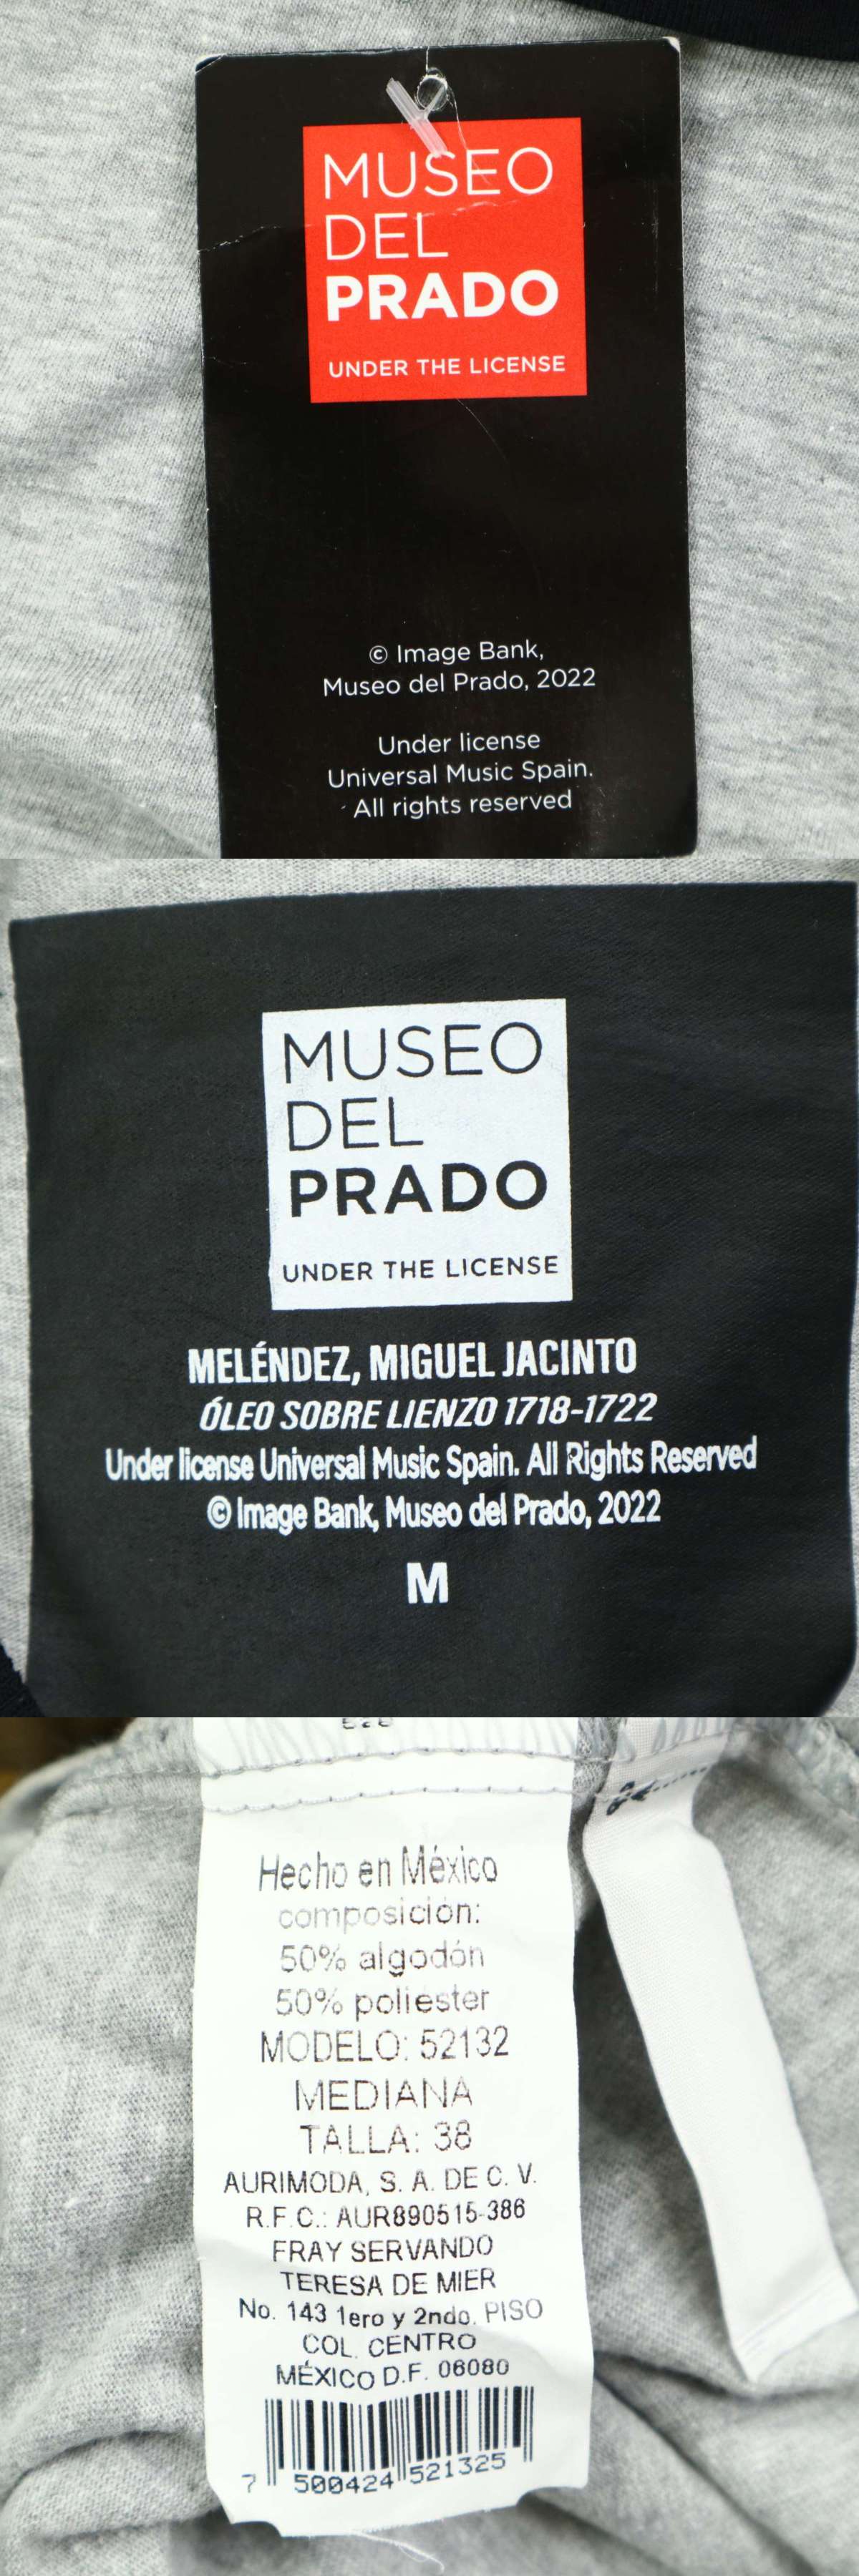 MUSEO
DEL
PRADO
UNDER THE LICENSE
© Image Bank,
Museo del Prado, 2022
Under license
Universal Music Spain.
All rights reserved
MUSEO
DEL
PRADO
UNDER THE LICENSE
MELÉNDEZ, MIGUEL JACINTO
ÓLEO SOBRE LIENZO 1718-1722
Under license Universal Music Spain. All Rights Reserved
© Image Bank, Museo del Prado, 2022
M
Hecho en México
composición:
50% algodón
50% poliester
MODELO: 52132
MEDIANA
TALLA: 38
AURIMODA, S. A. DE C. V.
R.F.C.: AUR890515-386
FRAY SERVANDO
TERESA DE MIER
No. 143 1ero y 2ndo. PISO
COL. CENTRO
MÉXICO D.F. 06080
7 500424 521325